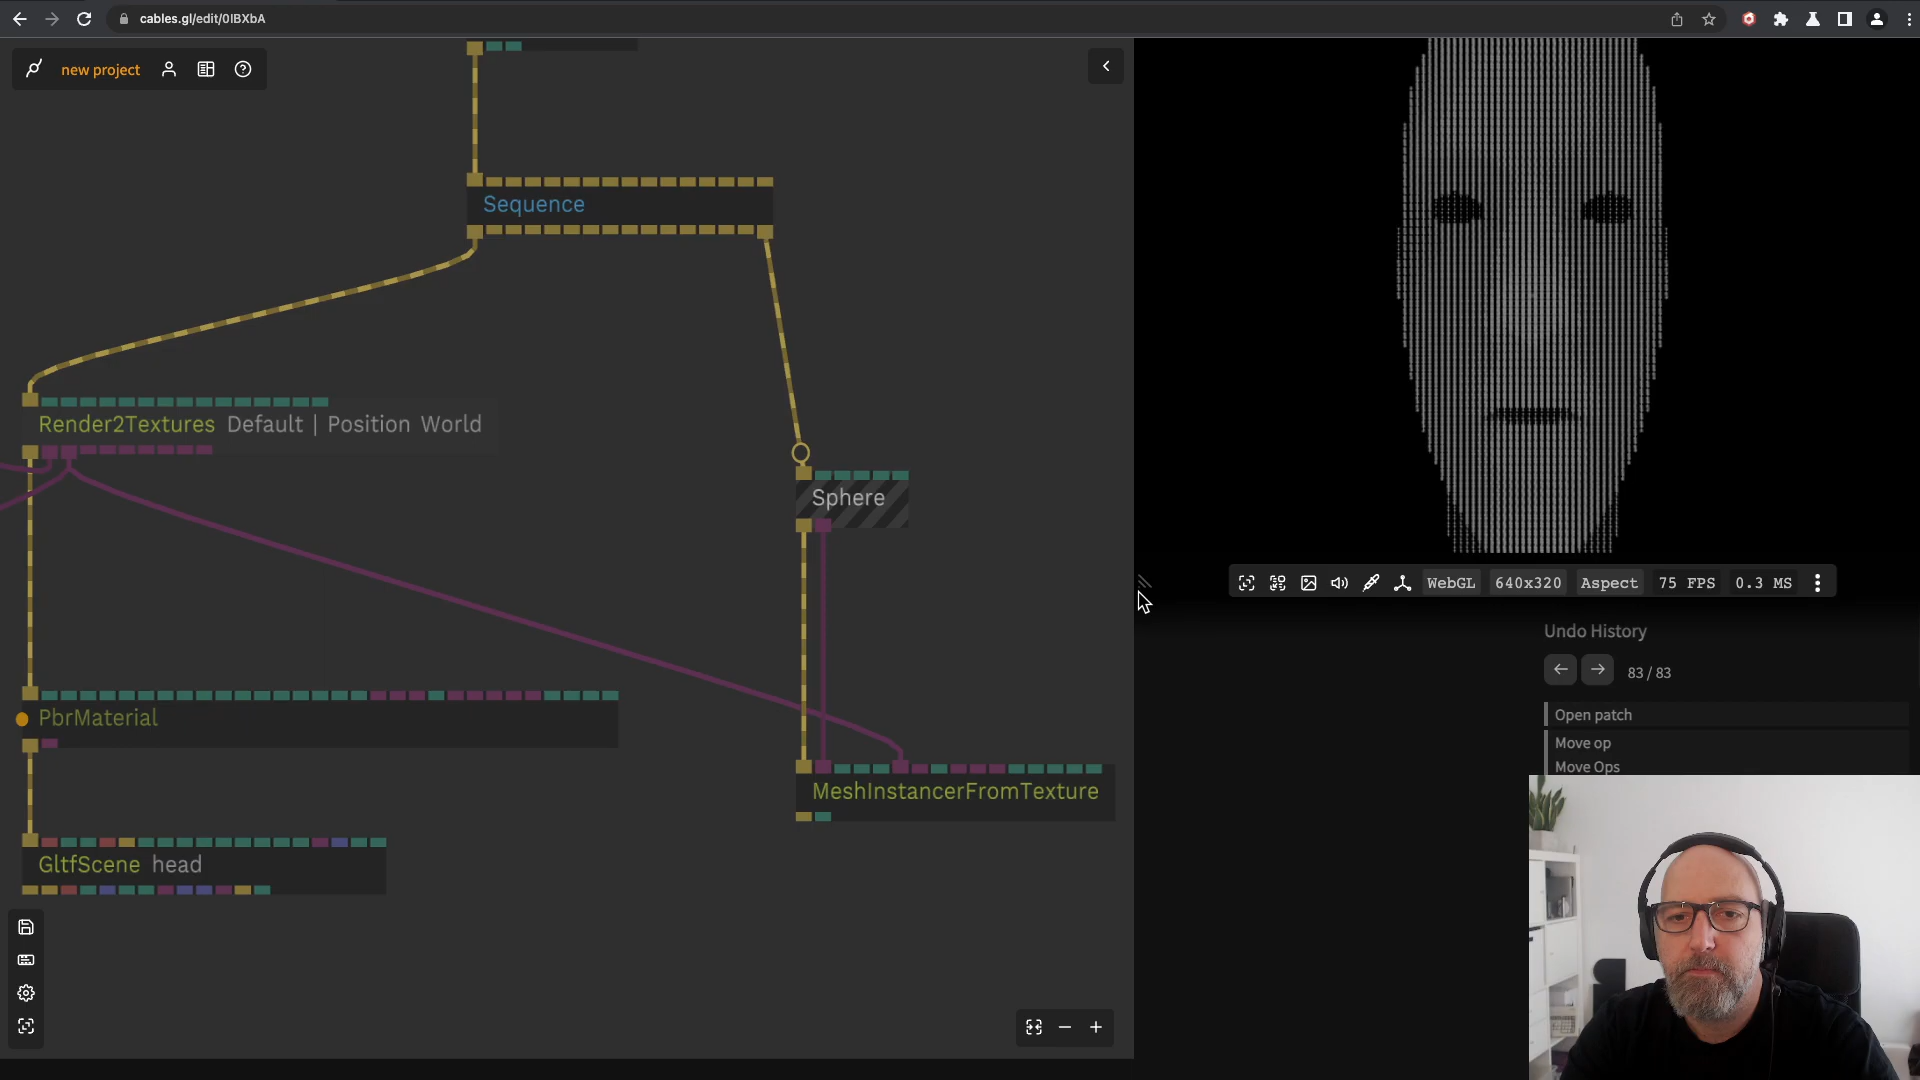 cables.gl/edit/0lBXbA
new project
Sequence
Render2Textures Default | Position World
Sphere
PbrMaterial
MeshInstancerFromTexture
GltfScene head
WebGL 640x320 Aspect 75 FPS 0.3 MS
Undo History
83 / 83
Open patch
Move op
Move Ops